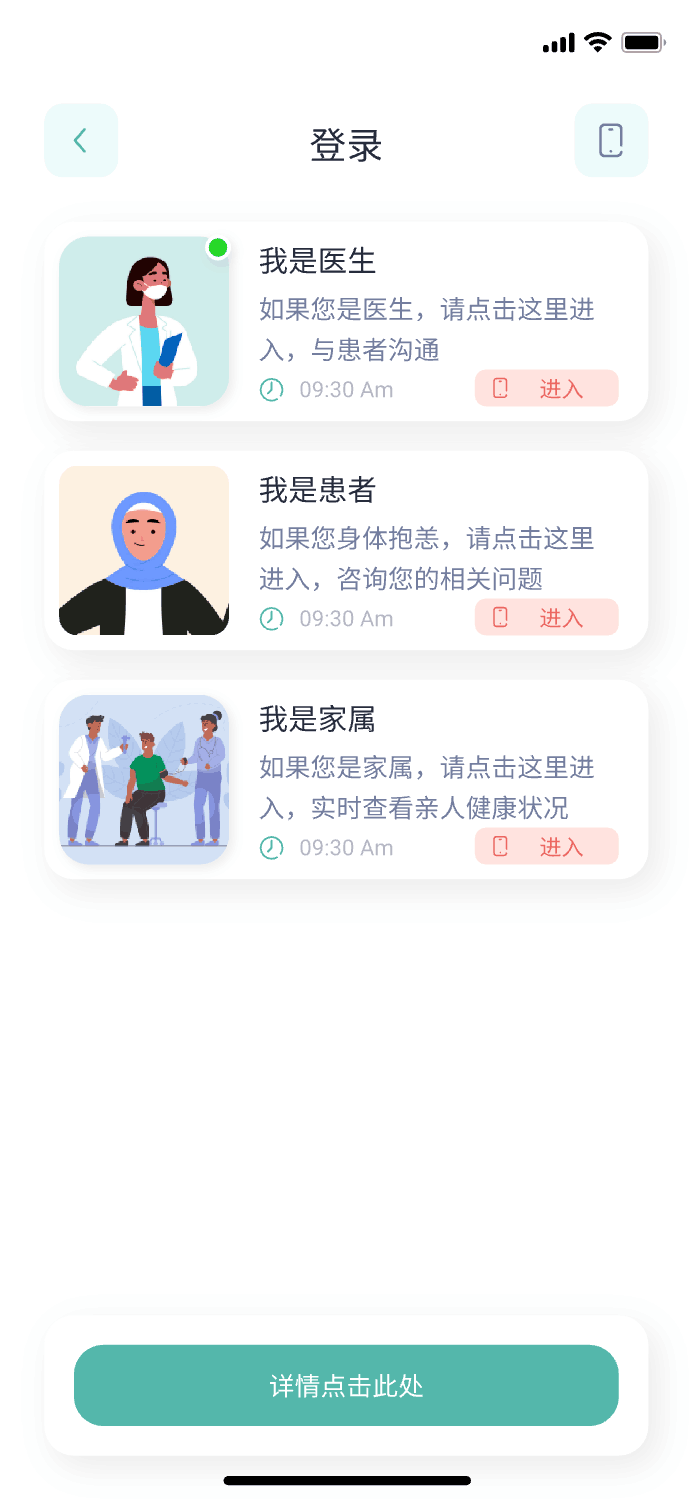 登录
我是医生
如果您是医生，请点击这里进
入，与患者沟通
09:30 Am
进入
我是患者
如果您身体抱恙，请点击这里
进入，咨询您的相关问题
09:30 Am
进入
我是家属
如果您是家属，请点击这里进
入，实时查看亲人健康状况
09:30 Am
进入
详情点击此处